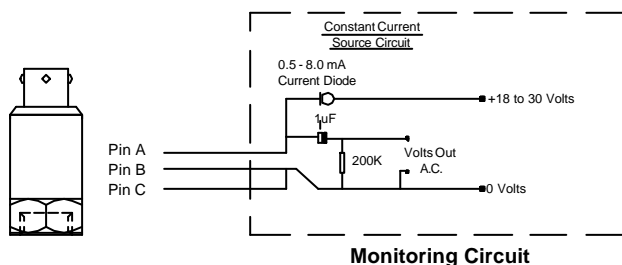 Constant Current
Source Circuit
0.5 - 8.0 mA
Current Diode
+18 to 30 Volts
1uF
Pin A
Pin B
Pin C
200K
Volts Out
A.C.
0 Volts
Monitoring Circuit